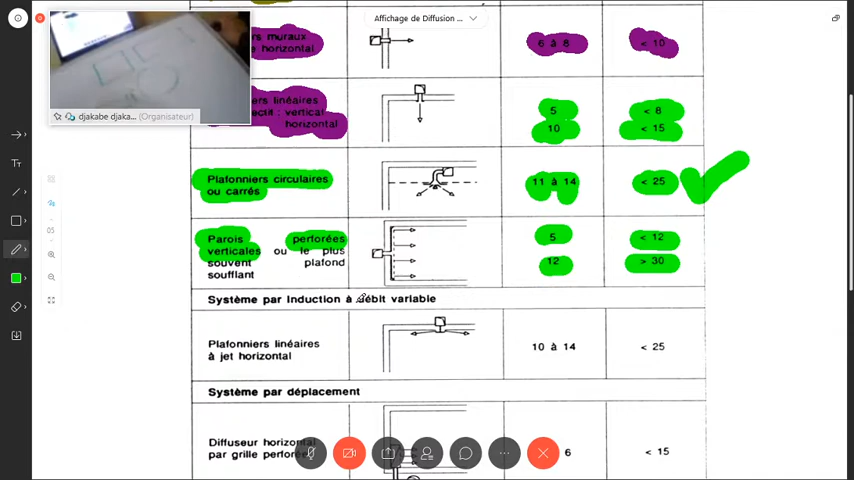 Affichage de Diffusion ...
rs muraux
e horizontal
6 à 8
< 10
djakabe djaka... (Organisateur)
rs linéaires
ectif : vertical
horizontal
5
10
< 8
< 15
Plafonniers circulaires
ou carrés
11 à 14
< 25
Parois perforées
verticales ou le plus
souvent plafond
soufflant
5
12
< 12
> 30
Système par induction à débit variable
Plafonniers linéaires
à jet horizontal
10 à 14
< 25
Système par déplacement
Diffuseur horizontal
par grille perforée
6
< 15